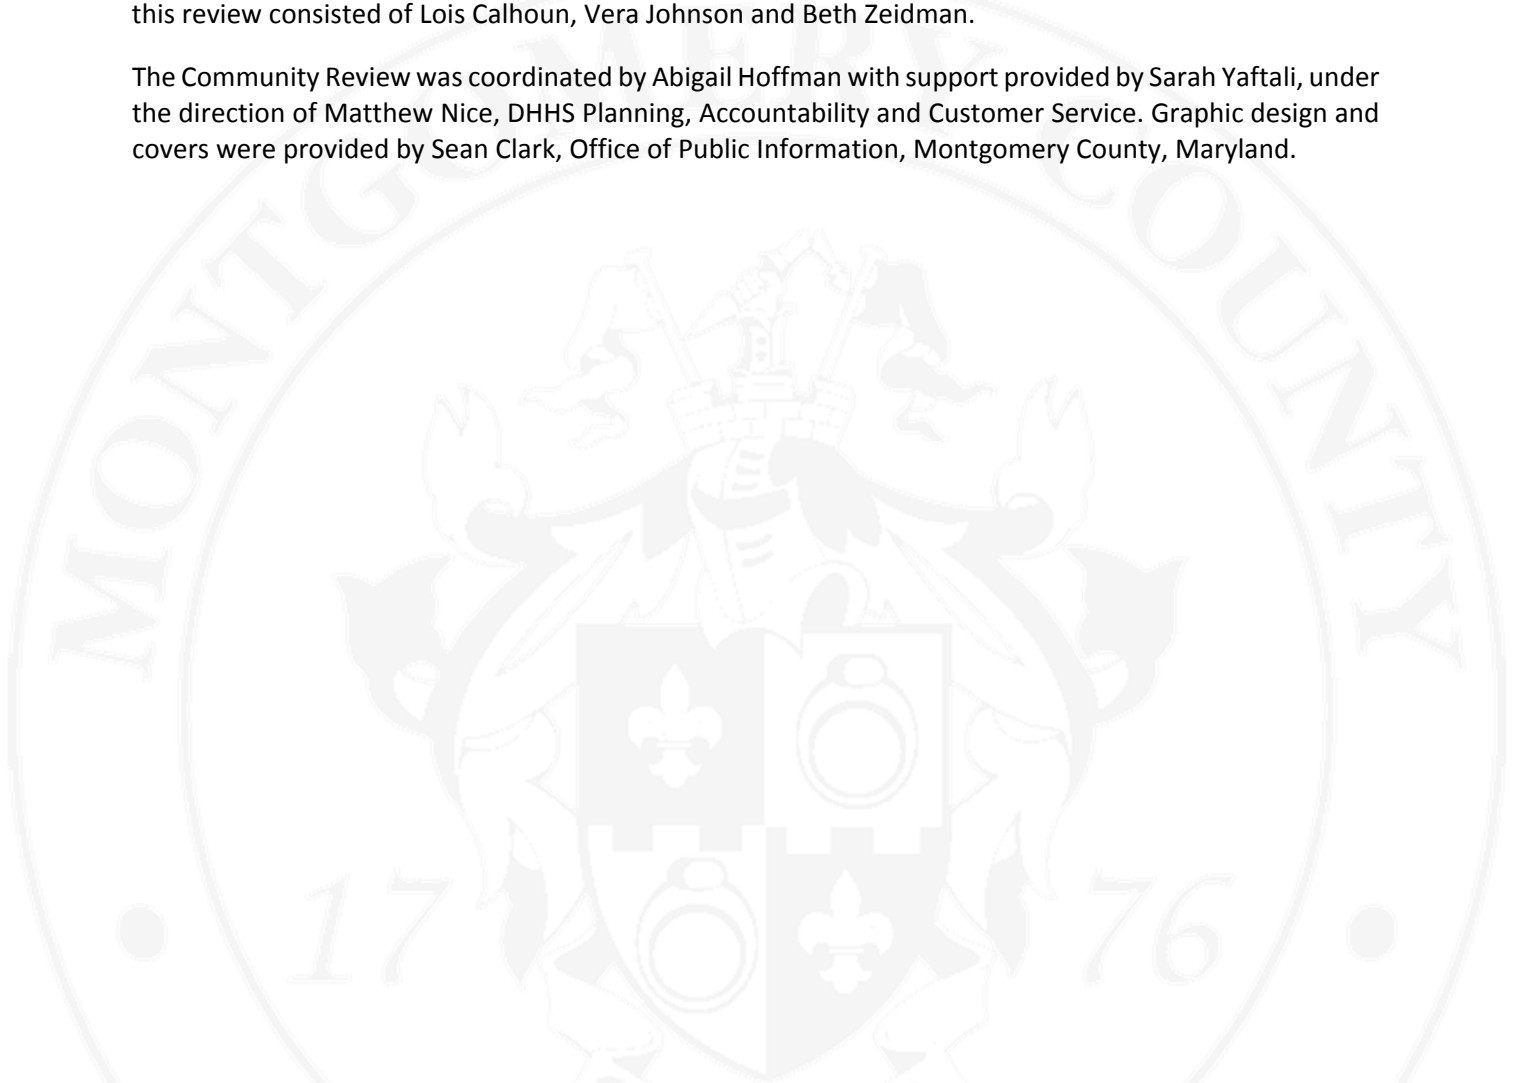 this review consisted of Lois Calhoun, Vera Johnson and Beth Zeidman.
The Community Review was coordinated by Abigail Hoffman with support provided by Sarah Yaftali, under
the direction of Matthew Nice, DHHS Planning, Accountability and Customer Service. Graphic design and
covers were provided by Sean Clark, Office of Public Information, Montgomery County, Maryland.
MONTGOMERY COUNTY
17 76